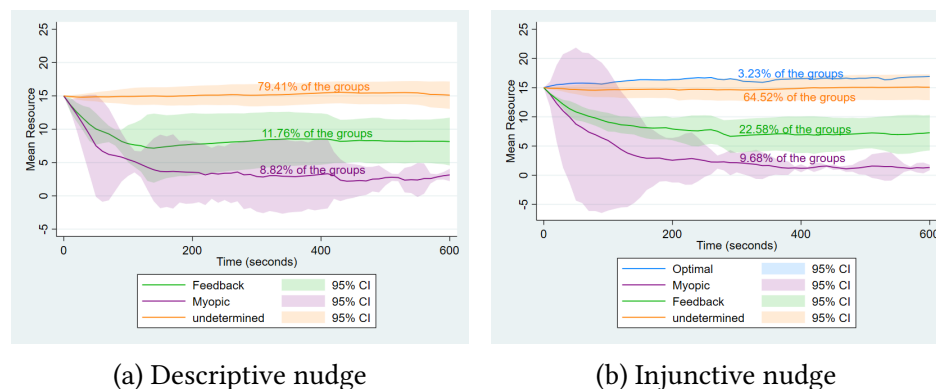 25
20
15
10
5
0
-5
Mean Resource
79.41% of the groups
11.76% of the groups
8.82% of the groups
0
200
400
600
Time (seconds)
Feedback 95% CI
Myopic 95% CI
undetermined 95% CI
(a) Descriptive nudge
25
20
15
10
5
0
-5
Mean Resource
3.23% of the groups
64.52% of the groups
22.58% of the groups
9.68% of the groups
0
200
400
600
Time (seconds)
Optimal 95% CI
Myopic 95% CI
Feedback 95% CI
undetermined 95% CI
(b) Injunctive nudge